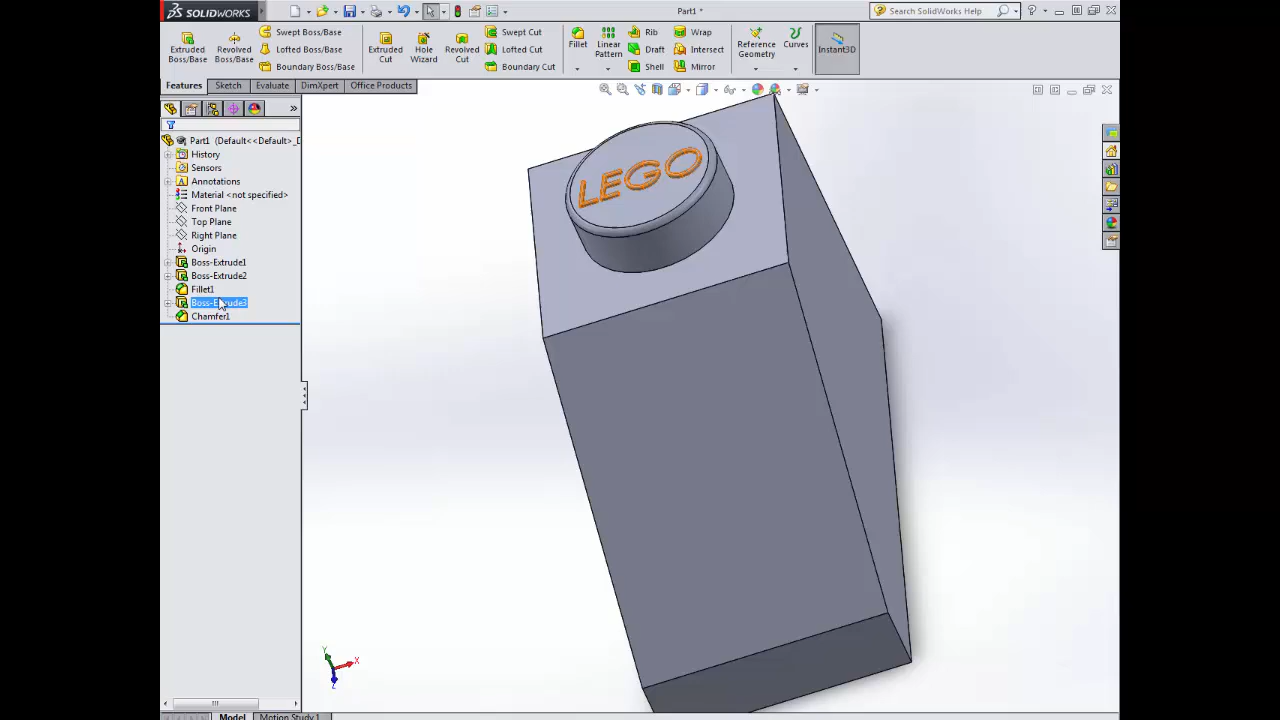 SOLIDWORKS
Part1 *
Search SolidWorks Help
Extruded Boss/Base
Revolved Boss/Base
Swept Boss/Base
Lofted Boss/Base
Boundary Boss/Base
Extruded Cut
Hole Wizard
Revolved Cut
Swept Cut
Lofted Cut
Boundary Cut
Fillet
Linear Pattern
Rib
Draft
Shell
Wrap
Intersect
Mirror
Reference Geometry
Curves
Instant3D
Features
Sketch
Evaluate
DimXpert
Office Products
Part1 (Default<<Default>_D
History
Sensors
Annotations
Material <not specified>
Front Plane
Top Plane
Right Plane
Origin
Boss-Extrude1
Boss-Extrude2
Fillet1
Boss-Extrude3
Chamfer1
LEGO
Y
X
Z
Model
Motion Study 1